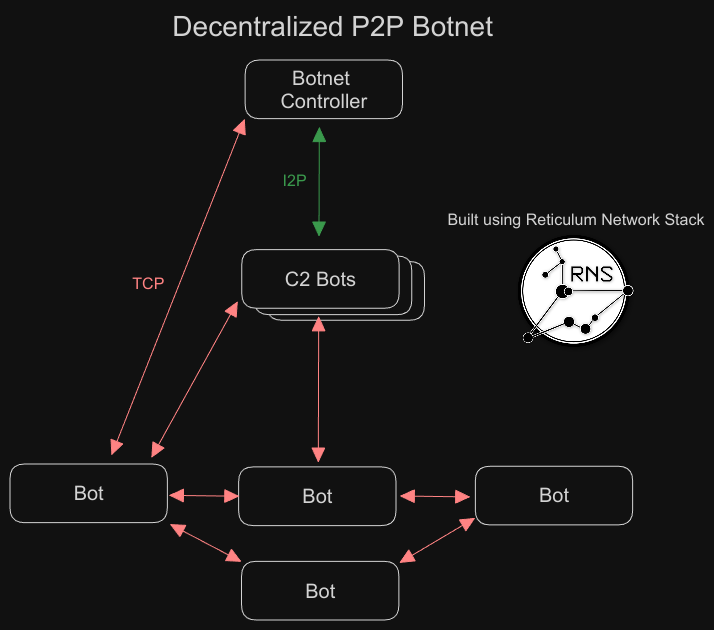 Decentralized P2P Botnet
Botnet
Controller
I2P
Built using Reticulum Network Stack
RNS
C2 Bots
TCP
Bot
Bot
Bot
Bot